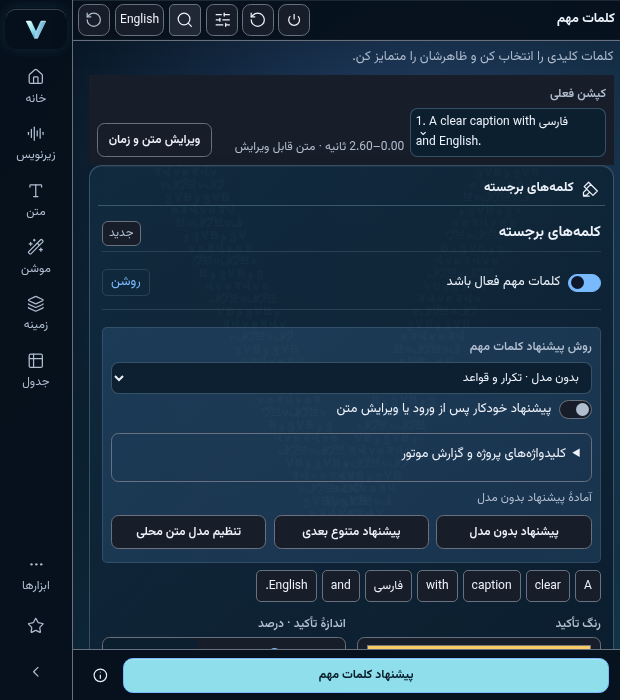 کلمات مهم
English
کلمات کلیدی را انتخاب کن و ظاهرشان را متمایز کن.
کپشن فعلی
1. A clear caption with فارسی
and English.
0.00–2.60 ثانیه · متن قابل ویرایش
ویرایش متن و زمان
کلمه‌های برجسته
کلمه‌های برجسته
جدید
کلمات مهم فعال باشد
روشن
روش پیشنهاد کلمات مهم
بدون مدل · تکرار و قواعد
پیشنهاد خودکار پس از ورود یا ویرایش متن
کلیدواژه‌های پروژه و گزارش موتور
آمادهٔ پیشنهاد بدون مدل
پیشنهاد بدون مدل
پیشنهاد متنوع بعدی
تنظیم مدل متن محلی
A
clear
caption
with
فارسی
and
English.
رنگ تأکید
اندازهٔ تأکید · درصد
پیشنهاد کلمات مهم
خانه
زیرنویس
متن
موشن
زمینه
جدول
ابزارها